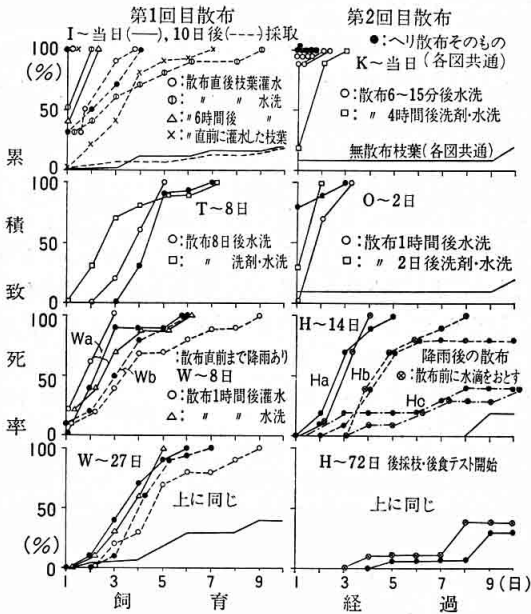 第1回目散布
第2回目散布
I～当日(――),10日後(----)採取
○:散布直後枝葉灌水
⦶: 〃 〃 水洗
△: 〃 6時間後 〃
×: 〃 直前に灌水した枝葉
●:ヘリ散布そのもの
K～当日(各図共通)
○:散布6～15分後水洗
□: 〃 4時間後洗剤・水洗
無散布枝葉(各図共通)
T～8日
○:散布8日後水洗
□: 〃 洗剤・水洗
O～2日
○:散布1時間後水洗
□: 〃 2日後洗剤・水洗
Wa
Wb
:散布直前まで降雨あり
W～8日
○:散布1時間後灌水
△: 〃 〃 水洗
H～14日
降雨後の散布
⊗:散布前に水滴をおとす
Ha
Hb
Hc
W～27日
上に同じ
H～72日 後採枝・後食テスト開始
上に同じ
累積致死率
(%)
100
50
0
100
50
0
100
50
0
100
50
0
(%)
1 3 5 7 9
1 3 5 7 9(日)
飼育経過